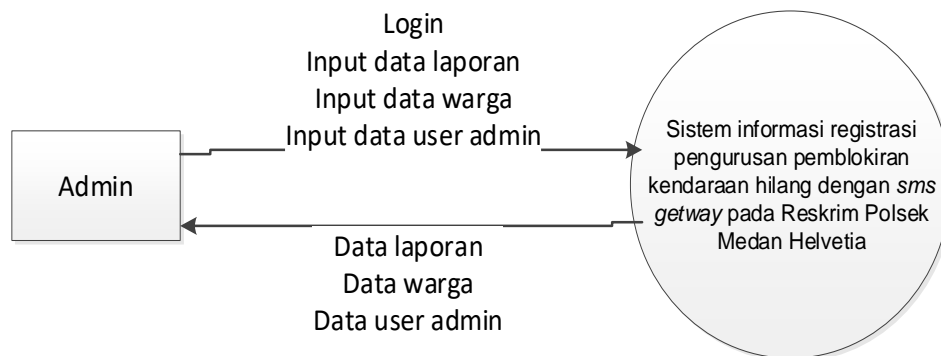 Login
Input data laporan
Input data warga
Input data user admin
Admin
Sistem informasi registrasi
pengurusan pemblokiran
kendaraan hilang dengan sms
getway pada Reskrim Polsek
Medan Helvetia
Data laporan
Data warga
Data user admin